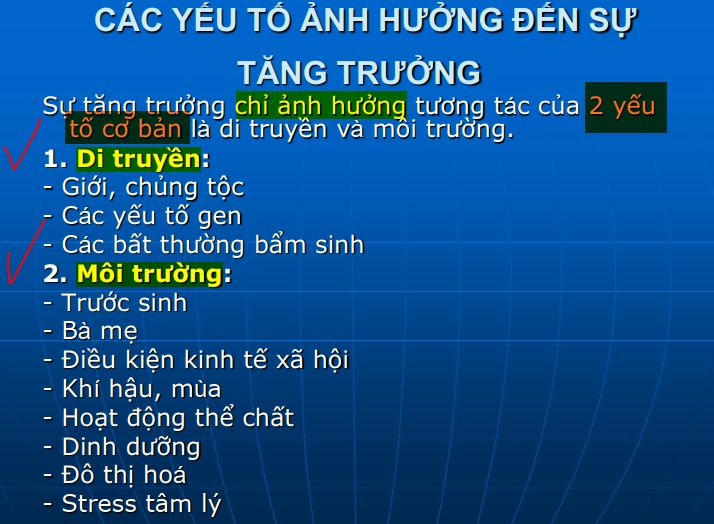 CÁC YẾU TỐ ẢNH HƯỞNG ĐẾN SỰ
TĂNG TRƯỞNG
Sự tăng trưởng chỉ ảnh hưởng tương tác của 2 yếu
tố cơ bản là di truyền và môi trường.
1. Di truyền:
- Giới, chủng tộc
- Các yếu tố gen
- Các bất thường bẩm sinh
2. Môi trường:
- Trước sinh
- Bà mẹ
- Điều kiện kinh tế xã hội
- Khí hậu, mùa
- Hoạt động thể chất
- Dinh dưỡng
- Đô thị hoá
- Stress tâm lý